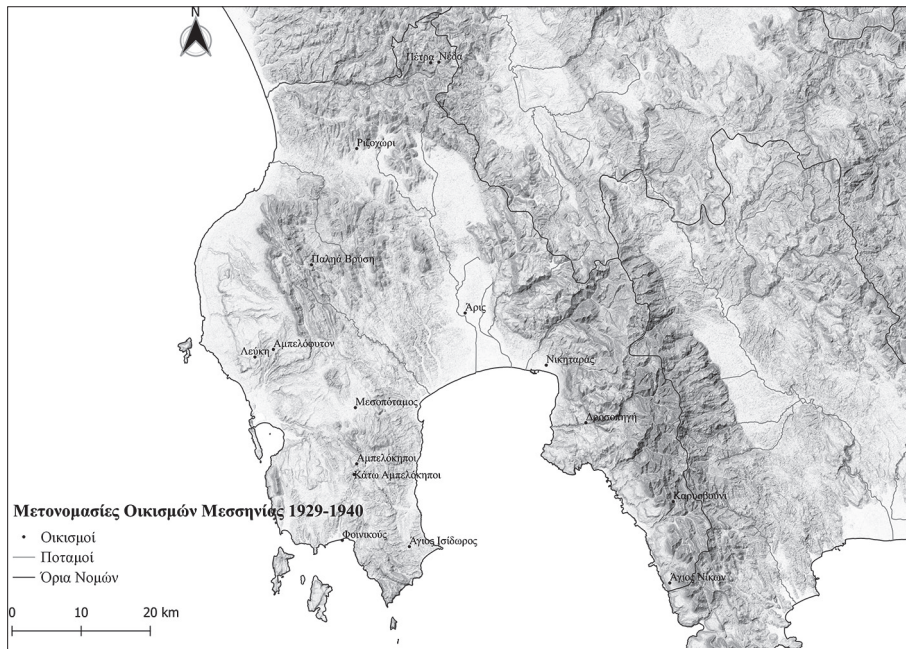 N
Πέτρα Νέδα
Ριζοχώρι
Παληά Βρύση
Άρις
Αμπελόφυτον
Λεύκη
Νικηταράς
Μεσοπόταμος
Δροσοπηγή
Αμπελόκηποι
Κάτω Αμπελόκηποι
Καρυοβούνι
Μετονομασίες Οικισμών Μεσσηνίας 1929-1940
Οικισμοί
Φοινικούς
Άγιος Ισίδωρος
Ποταμοί
Όρια Νομών
Άγιος Νίκων
0 10 20 km